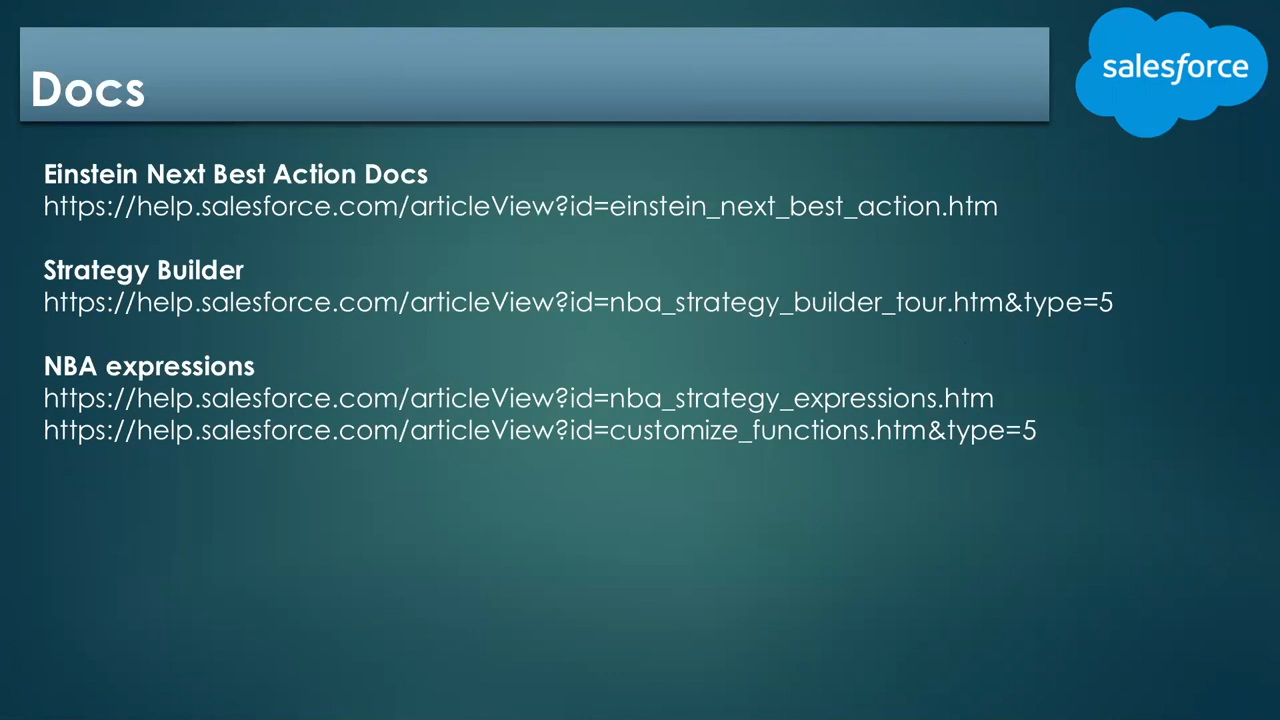 Docs
salesforce
Einstein Next Best Action Docs
https://help.salesforce.com/articleView?id=einstein_next_best_action.htm
Strategy Builder
https://help.salesforce.com/articleView?id=nba_strategy_builder_tour.htm&type=5
NBA expressions
https://help.salesforce.com/articleView?id=nba_strategy_expressions.htm
https://help.salesforce.com/articleView?id=customize_functions.htm&type=5